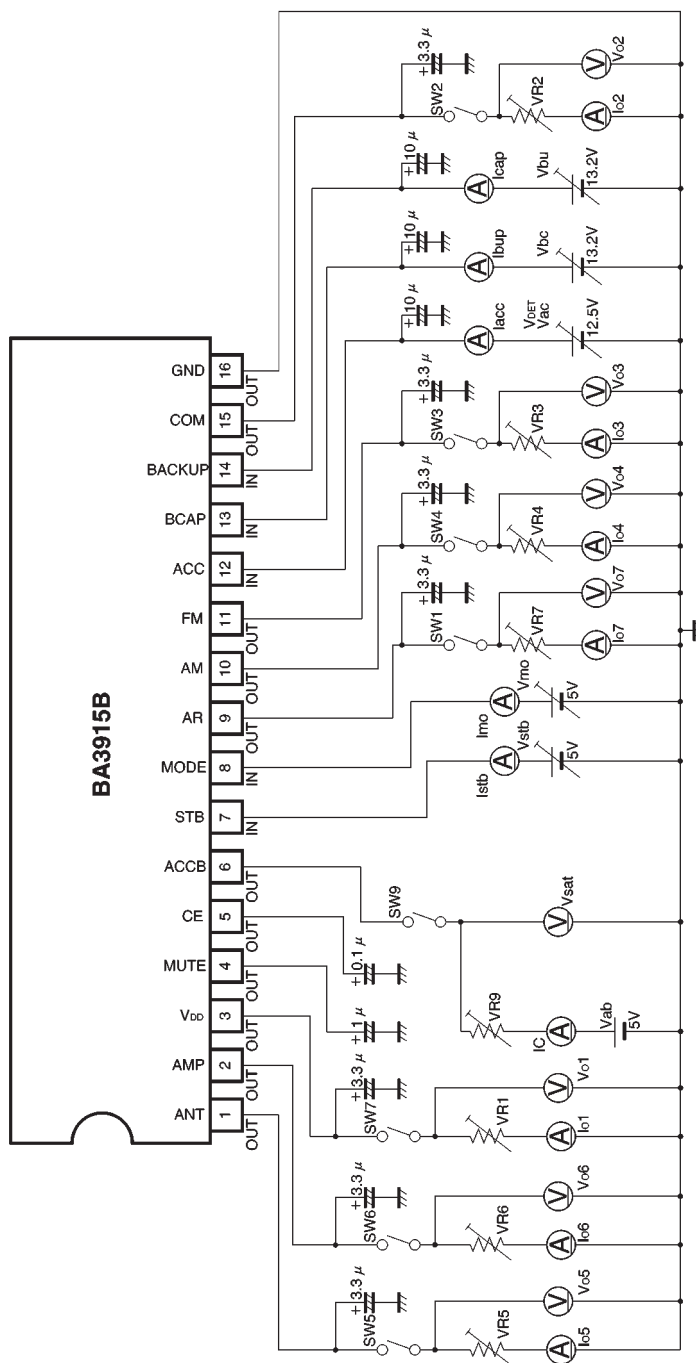 BA3915B
GND
COM
BACKUP
BCAP
ACC
FM
AM
AR
MODE
STB
ACCB
CE
MUTE
VDD
AMP
ANT
16
15
14
13
12
11
10
9
8
7
6
5
4
3
2
1
OUT
OUT
IN
IN
IN
OUT
OUT
OUT
IN
IN
OUT
OUT
OUT
OUT
OUT
OUT
+ 3.3 μ
SW2
VR2
V
Vo2
A
Io2
+ 10 μ
A
Icap
Vbu
13.2V
+ 10 μ
A
Ibup
Vbc
13.2V
+ 10 μ
A
Iacc
VDET
Vac
12.5V
+ 3.3 μ
SW3
VR3
V
Vo3
A
Io3
+ 3.3 μ
SW4
VR4
V
Vo4
A
Io4
+ 3.3 μ
SW1
VR7
V
Vo7
A
Io7
Imo
A
Vmo
5V
Istb
A
Vstb
5V
SW9
V
Vsat
+ 0.1 μ
VR9
IC
A
Vab
5V
+ 1 μ
+ 3.3 μ
SW7
VR1
V
Vo1
A
Io1
+ 3.3 μ
SW6
VR6
V
Vo6
A
Io6
+ 3.3 μ
SW5
VR5
V
Vo5
A
Io5